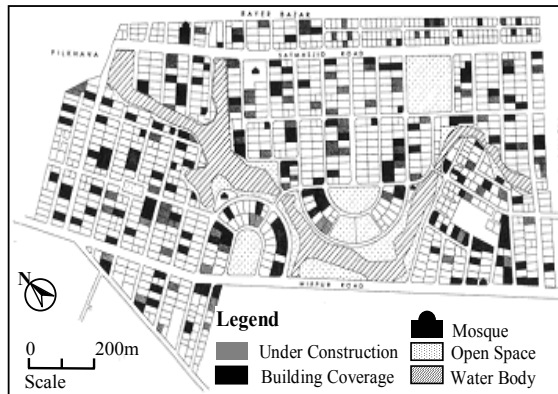 BAYER BAZAR
PILKHANA
SATMASJID ROAD
MIRPUR ROAD
N
0 200m
Scale
Legend
Under Construction
Building Coverage
Mosque
Open Space
Water Body